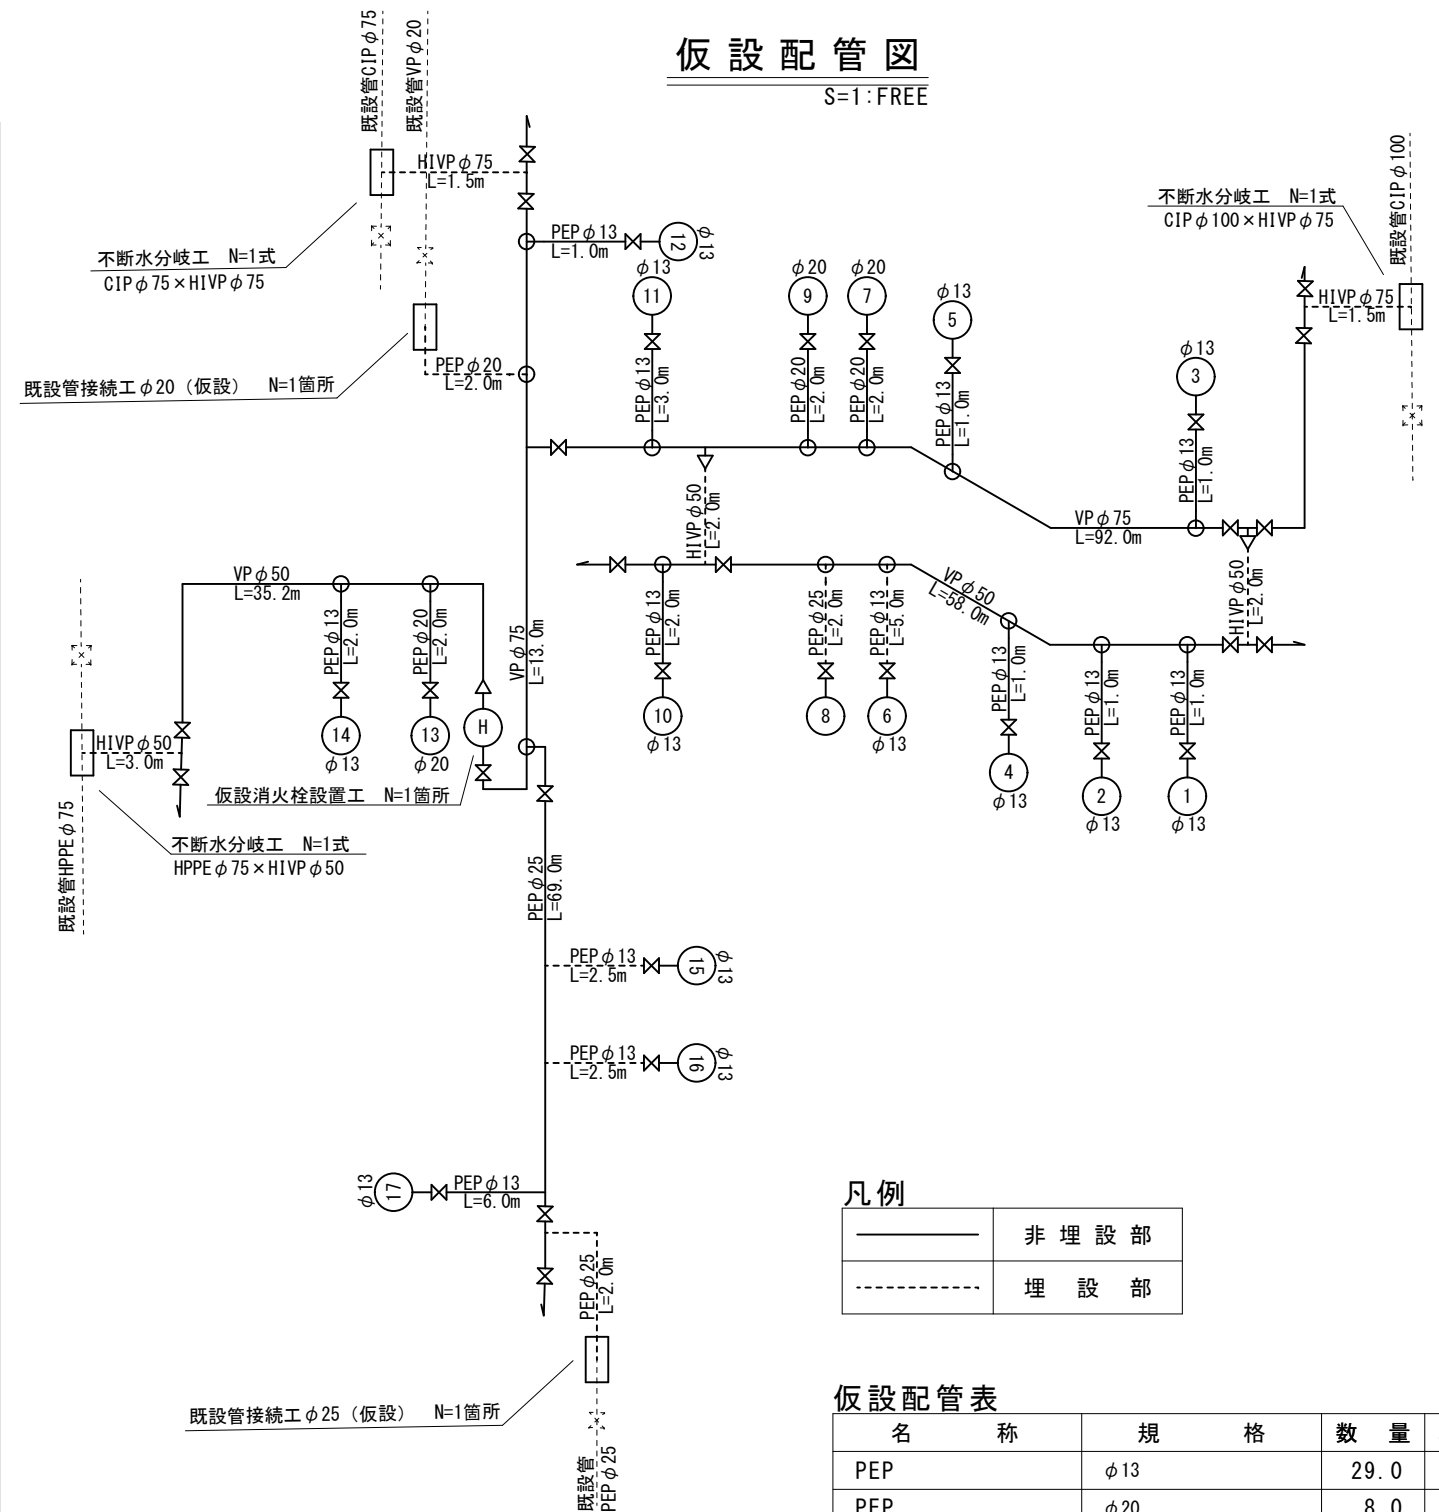 仮設配管図
S=1:FREE
既設管CIPφ75
既設管VPφ20
HIVPφ75
L=1.5m
不断水分岐工 N=1式
CIPφ75×HIVPφ75
既設管接続工φ20（仮設） N=1箇所
PEPφ20
L=2.0m
PEPφ13
L=1.0m
12
φ13
φ13
11
PEPφ13
L=3.0m
φ20
9
PEPφ20
L=2.0m
φ20
7
PEPφ20
L=2.0m
φ13
5
PEPφ13
L=1.0m
φ13
3
PEPφ13
L=1.0m
不断水分岐工 N=1式
CIPφ100×HIVPφ75
既設管CIPφ100
HIVPφ75
L=1.5m
VPφ75
L=92.0m
HIVPφ50
L=2.0m
HIVPφ50
L=2.0m
VPφ50
L=58.0m
PEPφ13
L=2.0m
10
φ13
PEPφ25
L=2.0m
8
PEPφ13
L=5.0m
6
φ13
PEPφ13
L=1.0m
4
φ13
PEPφ13
L=1.0m
2
φ13
PEPφ13
L=1.0m
1
φ13
VPφ50
L=35.2m
PEPφ13
L=2.0m
14
φ13
PEPφ20
L=2.0m
13
φ20
H
VPφ75
L=13.0m
HIVPφ50
L=3.0m
仮設消火栓設置工 N=1箇所
不断水分岐工 N=1式
HPPEφ75×HIVPφ50
既設管HPPEφ75
PEPφ25
L=69.0m
PEPφ13
L=2.5m
15
φ13
PEPφ13
L=2.5m
16
φ13
φ13
17
PEPφ13
L=6.0m
PEPφ25
L=2.0m
既設管接続工φ25（仮設） N=1箇所
既設管
PEPφ25
凡例
非埋設部
埋設部
仮設配管表
名称 規格 数量
PEP φ13 29.0
PEP φ20 8.0